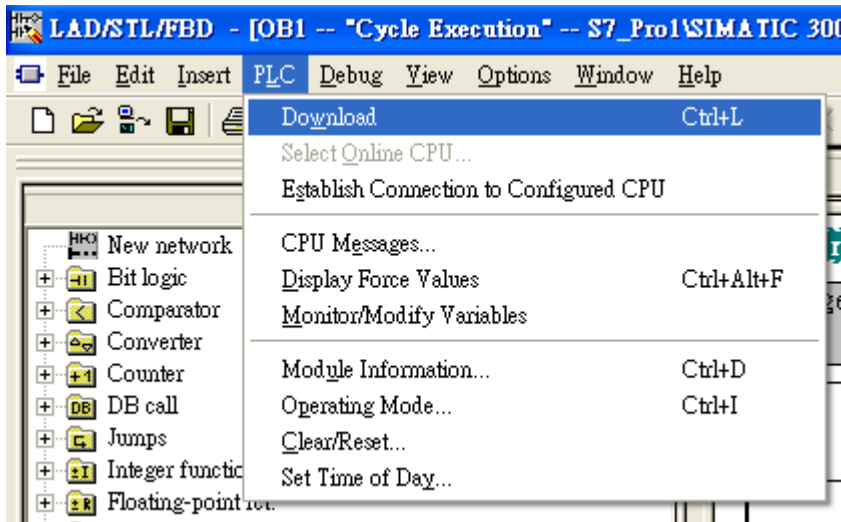 LAD/STL/FBD - [OB1 -- "Cycle Execution" -- S7_Pro1\SIMATIC 300
File Edit Insert PLC Debug View Options Window Help
Download Ctrl+L
Select Online CPU...
Establish Connection to Configured CPU
CPU Messages...
Display Force Values Ctrl+Alt+F
Monitor/Modify Variables
Module Information... Ctrl+D
Operating Mode... Ctrl+I
Clear/Reset...
Set Time of Day...
New network
Bit logic
Comparator
Converter
Counter
DB call
Jumps
Integer functio
Floating-point fct.